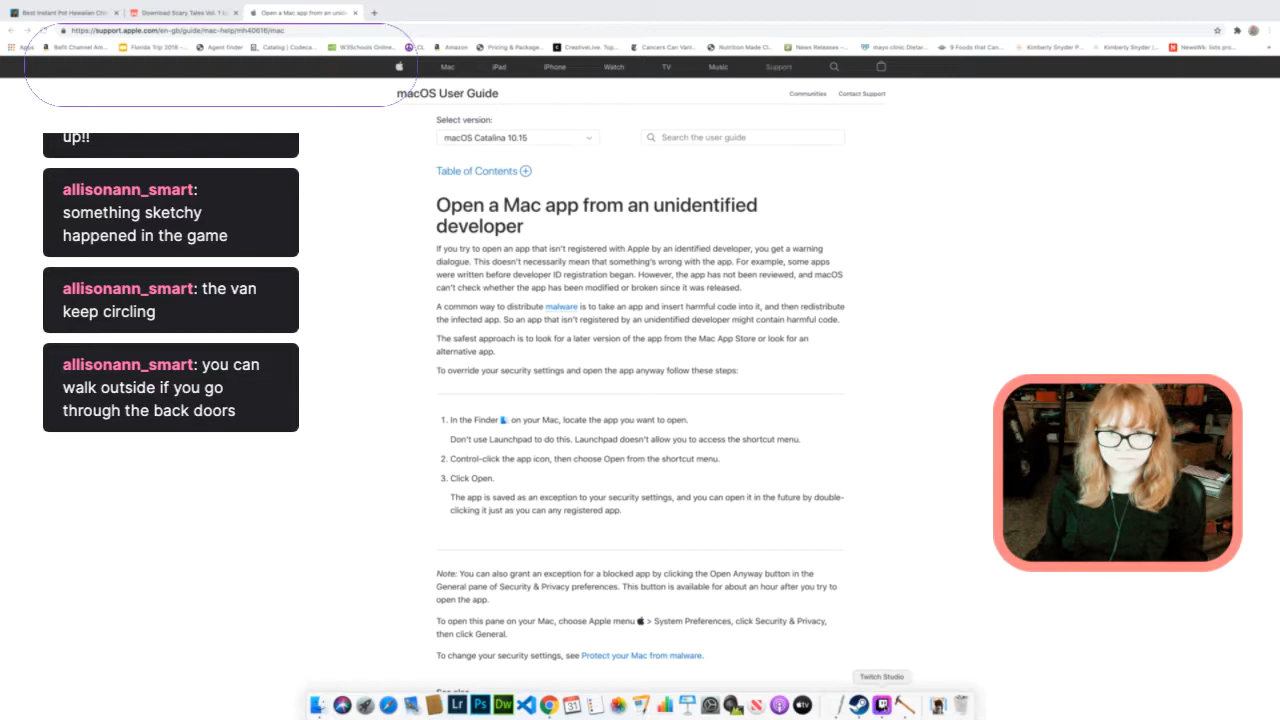 Best Instant Pot Hawaiian Chic
Download Scary Tales Vol. 1 b
Open a Mac app from an unide
https://support.apple.com/en-gb/guide/mac-help/mh40616/mac
Apps
Befit Channel Am...
Florida Trip 2016 -...
Agent finder
Catalog | Codeca...
W3Schools Online...
CL
Amazon
Pricing & Package...
CreativeLive. Top...
Cancers Can Vari...
Nutrition Made Cl...
News Releases –...
mayo clinic Dietar...
9 Foods that Can...
Kimberly Snyder P...
Kimberly Snyder |...
NewsWk lists.pro...
Mac
iPad
iPhone
Watch
TV
Music
Support
macOS User Guide
Communities
Contact Support
up!!
allisonann_smart:
something sketchy
happened in the game
allisonann_smart: the van
keep circling
allisonann_smart: you can
walk outside if you go
through the back doors
Select version:
macOS Catalina 10.15
Search the user guide
Table of Contents
Open a Mac app from an unidentified
developer
If you try to open an app that isn't registered with Apple by an identified developer, you get a warning
dialogue. This doesn't necessarily mean that something's wrong with the app. For example, some apps
were written before developer ID registration began. However, the app has not been reviewed, and macOS
can't check whether the app has been modified or broken since it was released.
A common way to distribute malware is to take an app and insert harmful code into it, and then redistribute
the infected app. So an app that isn't registered by an unidentified developer might contain harmful code.
The safest approach is to look for a later version of the app from the Mac App Store or look for an
alternative app.
To override your security settings and open the app anyway follow these steps:
1. In the Finder on your Mac, locate the app you want to open.
Don't use Launchpad to do this. Launchpad doesn't allow you to access the shortcut menu.
2. Control-click the app icon, then choose Open from the shortcut menu.
3. Click Open.
The app is saved as an exception to your security settings, and you can open it in the future by double-
clicking it just as you can any registered app.
Note: You can also grant an exception for a blocked app by clicking the Open Anyway button in the
General pane of Security & Privacy preferences. This button is available for about an hour after you try to
open the app.
To open this pane on your Mac, choose Apple menu > System Preferences, click Security & Privacy,
then click General.
To change your security settings, see Protect your Mac from malware.
See also
Twitch Studio
Lr
Ps
Dw
31
tv